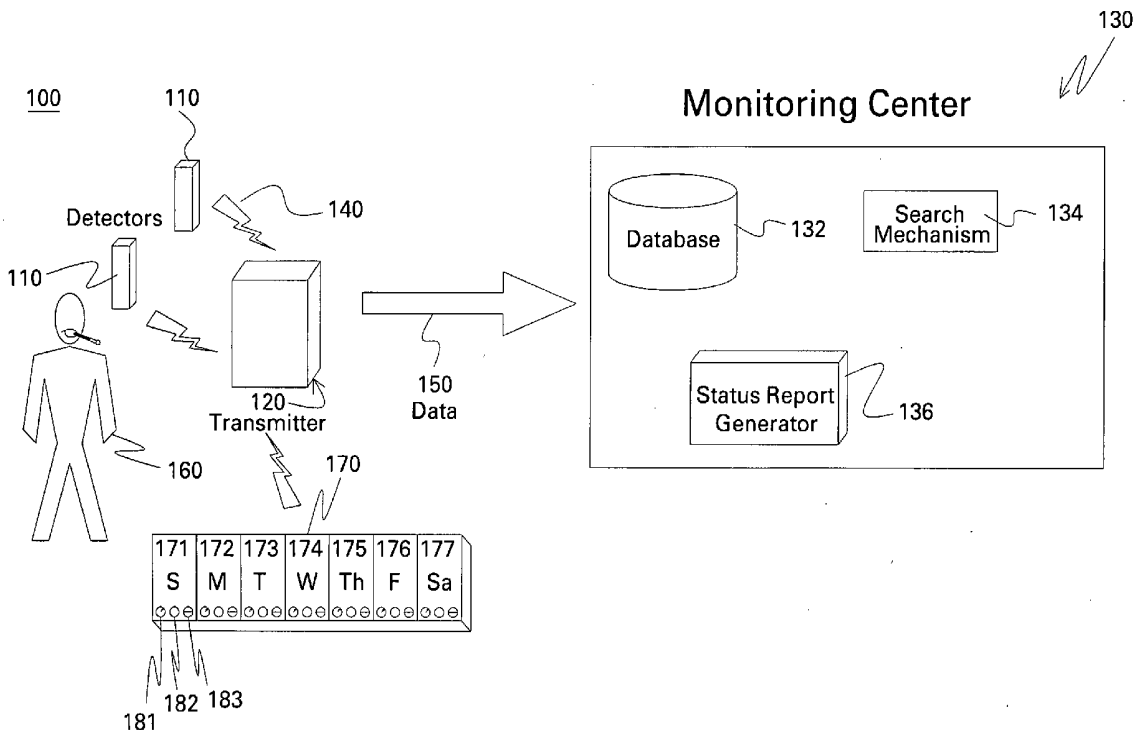 130
100
110
Monitoring Center
Detectors
140
110
Database
132
Search
Mechanism
134
150
Data
120
Transmitter
Status Report
Generator
136
160
170
171 172 173 174 175 176 177
S M T W Th F Sa
181
182
183